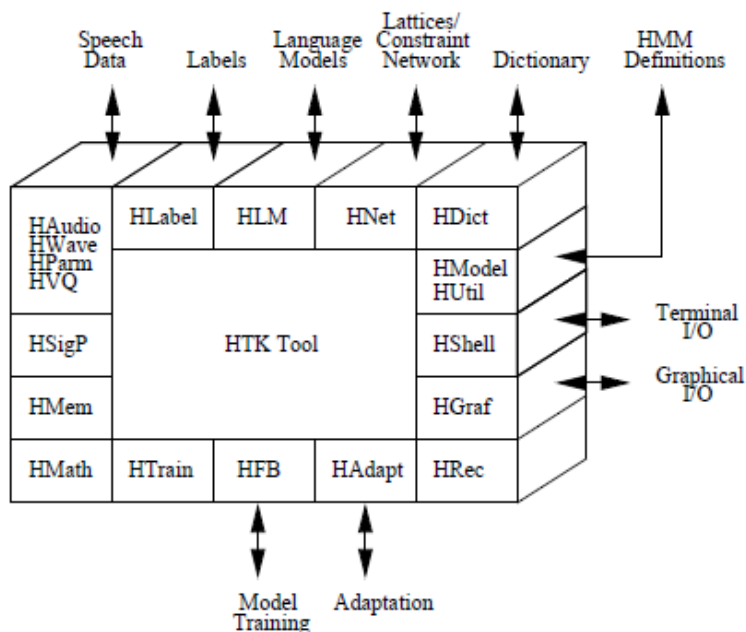 Speech
Data
Labels
Language
Models
Lattices/
Constraint
Network
Dictionary
HMM
Definitions
HAudio
HWave
HParm
HVQ
HLabel
HLM
HNet
HDict
HModel
HUtil
HTK Tool
HSigP
HShell
Terminal
I/O
HMem
HGraf
Graphical
I/O
HMath
HTrain
HFB
HAdapt
HRec
Model
Training
Adaptation